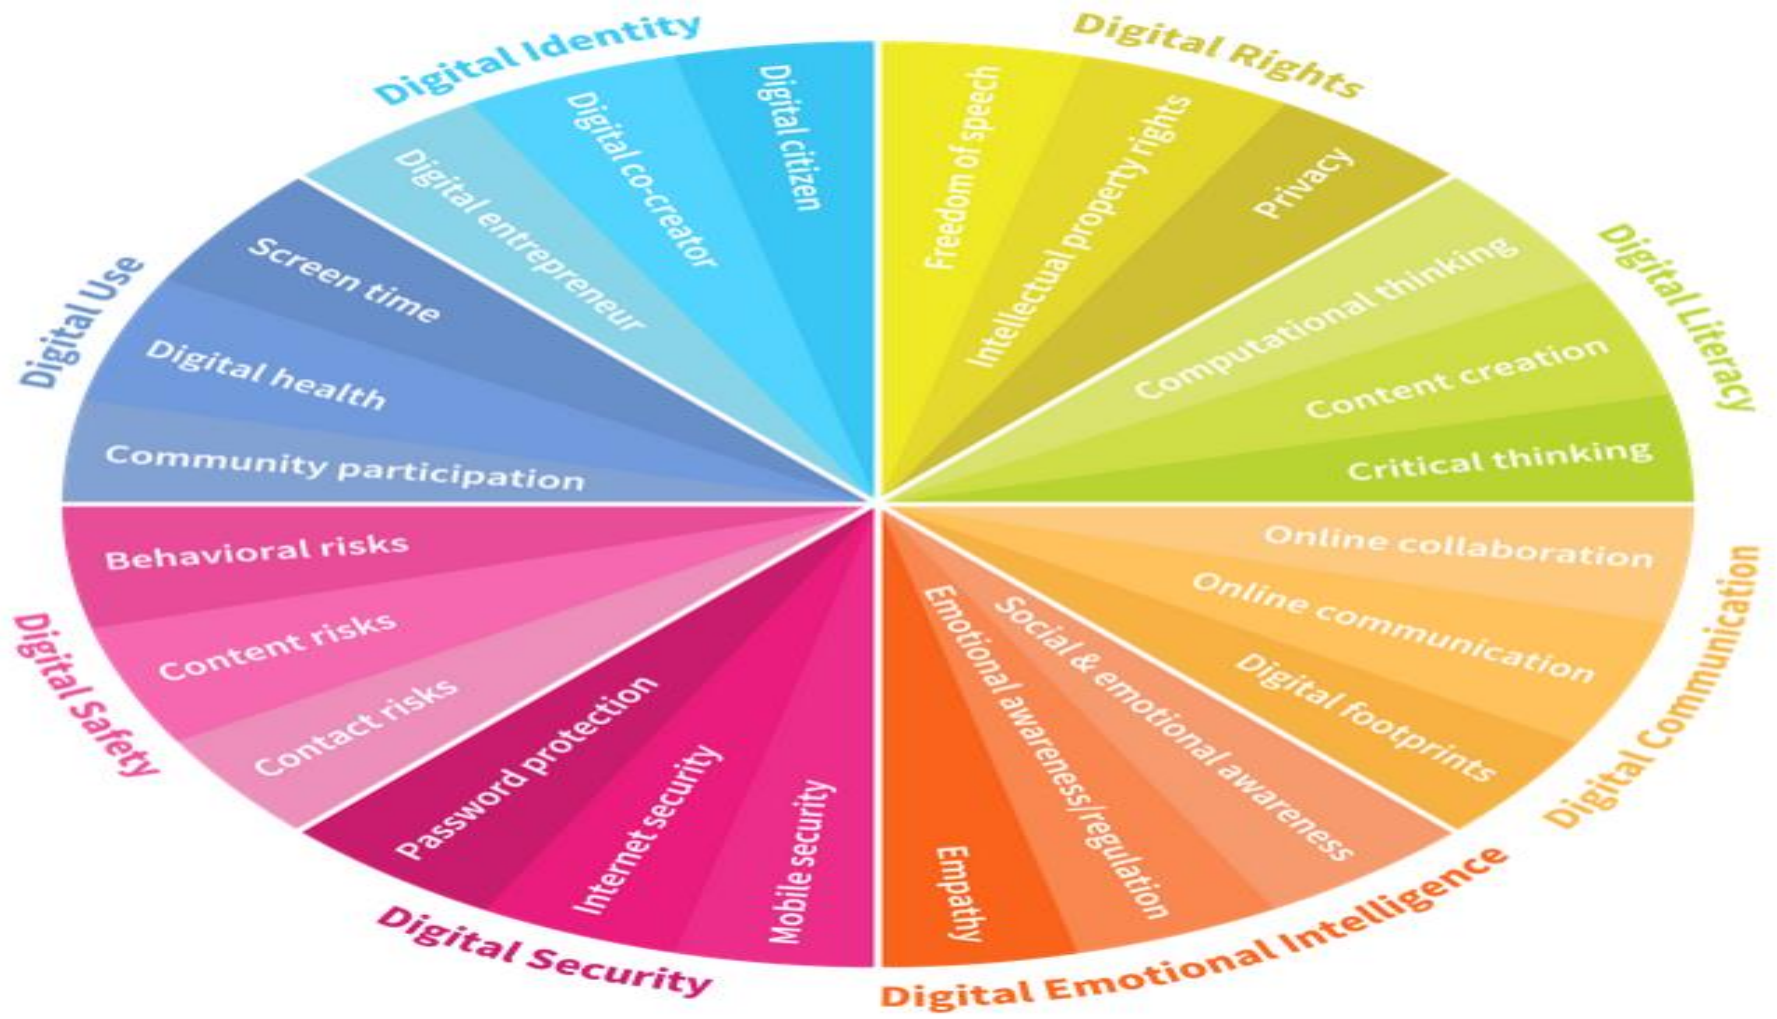 Digital Identity
Digital citizen
Digital co-creator
Digital entrepreneur
Digital Rights
Freedom of speech
Intellectual property rights
Privacy
Digital Literacy
Computational thinking
Content creation
Critical thinking
Digital Communication
Online collaboration
Online communication
Digital footprints
Digital Emotional Intelligence
Social & emotional awareness
Emotional awareness/regulation
Empathy
Digital Security
Mobile security
Internet security
Password protection
Digital Safety
Contact risks
Content risks
Behavioral risks
Digital Use
Community participation
Digital health
Screen time